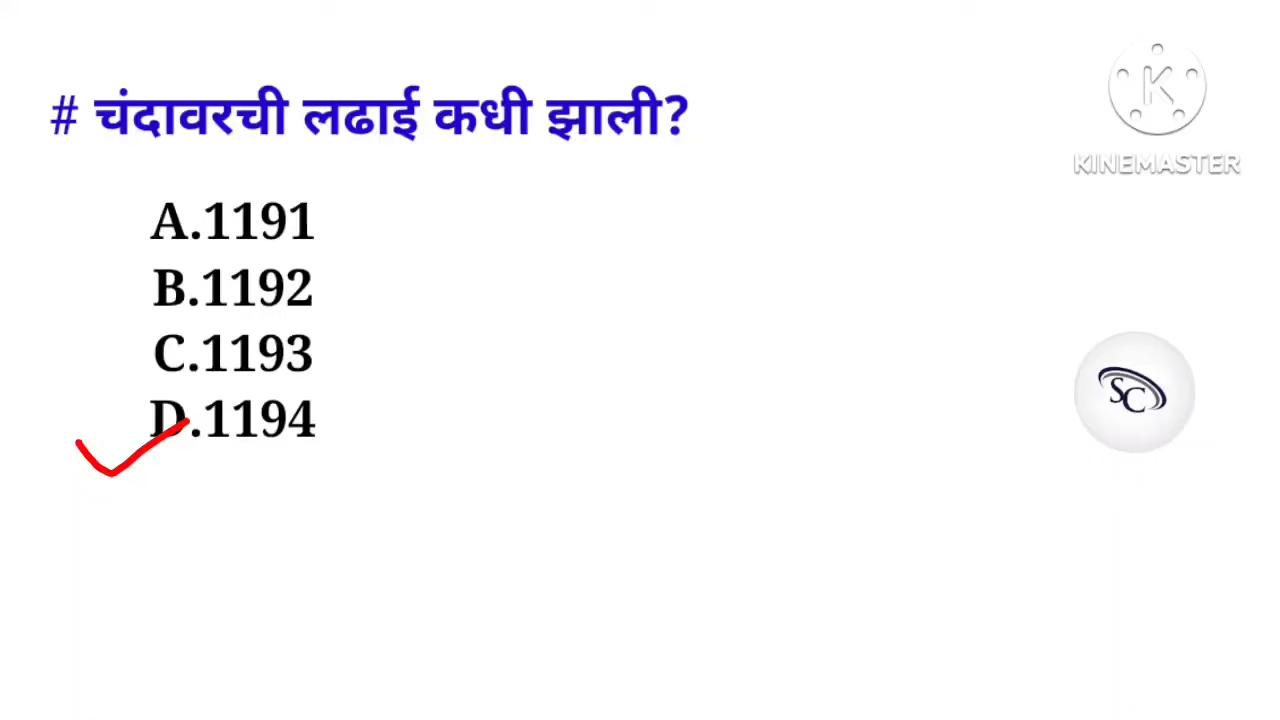 # चंदावरची लढाई कधी झाली?
A.1191
B.1192
C.1193
D.1194
K
KINEMASTER
SC